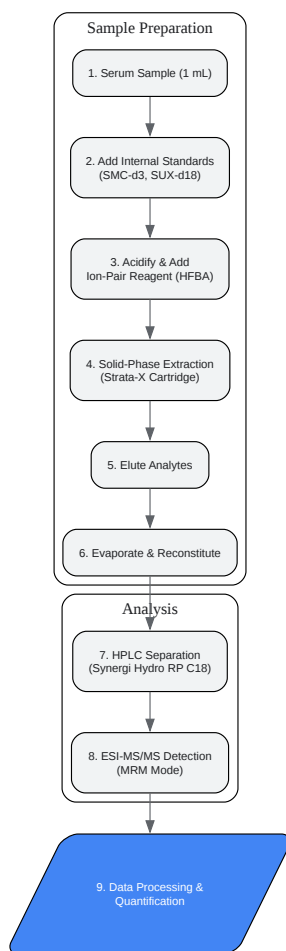 Sample Preparation
1. Serum Sample (1 mL)
2. Add Internal Standards
(SMC-d3, SUX-d18)
3. Acidify & Add
Ion-Pair Reagent (HFBA)
4. Solid-Phase Extraction
(Strata-X Cartridge)
5. Elute Analytes
6. Evaporate & Reconstitute
Analysis
7. HPLC Separation
(Synergi Hydro RP C18)
8. ESI-MS/MS Detection
(MRM Mode)
9. Data Processing &
Quantification